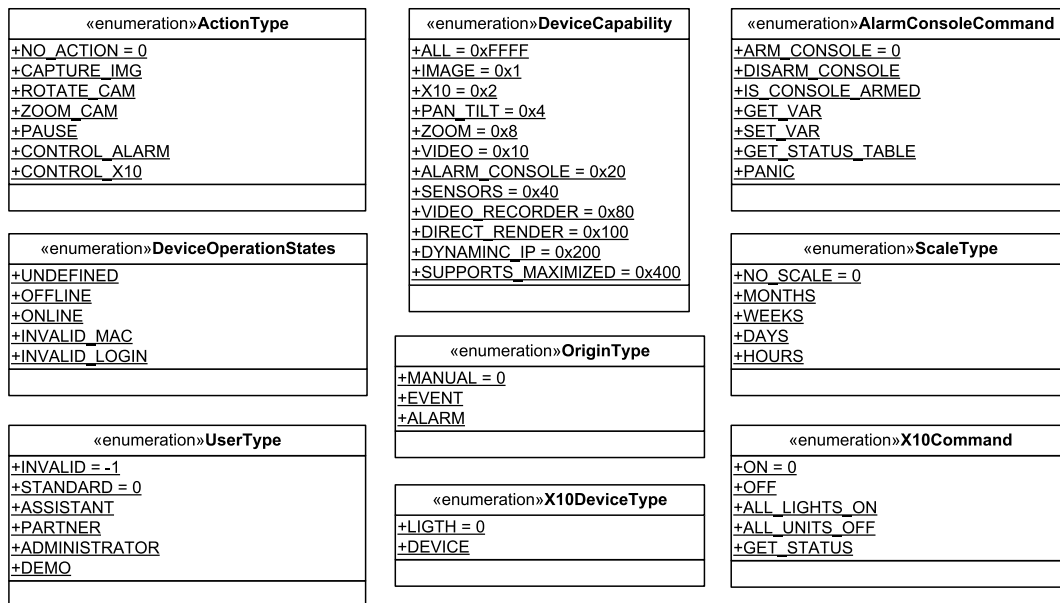 «enumeration»ActionType
+NO_ACTION = 0
+CAPTURE_IMG
+ROTATE_CAM
+ZOOM_CAM
+PAUSE
+CONTROL_ALARM
+CONTROL_X10
«enumeration»DeviceOperationStates
+UNDEFINED
+OFFLINE
+ONLINE
+INVALID_MAC
+INVALID_LOGIN
«enumeration»UserType
+INVALID = -1
+STANDARD = 0
+ASSISTANT
+PARTNER
+ADMINISTRATOR
+DEMO
«enumeration»DeviceCapability
+ALL = 0xFFFF
+IMAGE = 0x1
+X10 = 0x2
+PAN_TILT = 0x4
+ZOOM = 0x8
+VIDEO = 0x10
+ALARM_CONSOLE = 0x20
+SENSORS = 0x40
+VIDEO_RECORDER = 0x80
+DIRECT_RENDER = 0x100
+DYNAMINC_IP = 0x200
+SUPPORTS_MAXIMIZED = 0x400
«enumeration»OriginType
+MANUAL = 0
+EVENT
+ALARM
«enumeration»X10DeviceType
+LIGTH = 0
+DEVICE
«enumeration»AlarmConsoleCommand
+ARM_CONSOLE = 0
+DISARM_CONSOLE
+IS_CONSOLE_ARMED
+GET_VAR
+SET_VAR
+GET_STATUS_TABLE
+PANIC
«enumeration»ScaleType
+NO_SCALE = 0
+MONTHS
+WEEKS
+DAYS
+HOURS
«enumeration»X10Command
+ON = 0
+OFF
+ALL_LIGHTS_ON
+ALL_UNITS_OFF
+GET_STATUS